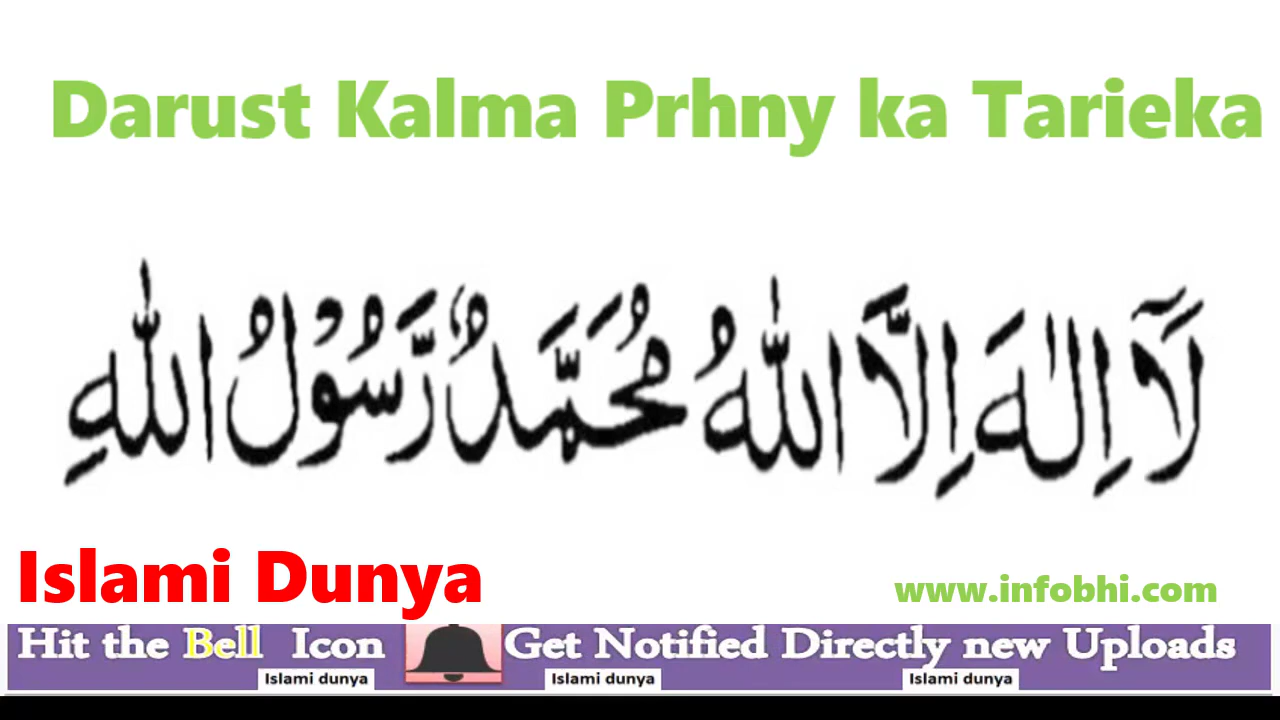 Darust Kalma Prhny ka Tarieka
لَاۤ اِلٰهَ اِلَّا اللّٰهُ مُحَمَّدٌ رَّسُوْلُ اللّٰهِ
Islami Dunya
www.infobhi.com
Hit the Bell Icon Get Notified Directly new Uploads
Islami dunya Islami dunya Islami dunya